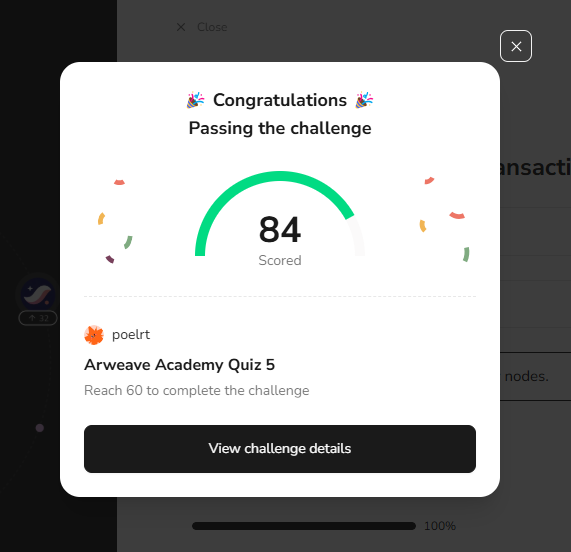 Close
Congratulations
Passing the challenge
ansacti
84
Scored
33
poelrt
Arweave Academy Quiz 5
nodes.
Reach 60 to complete the challenge
View challenge details
100%